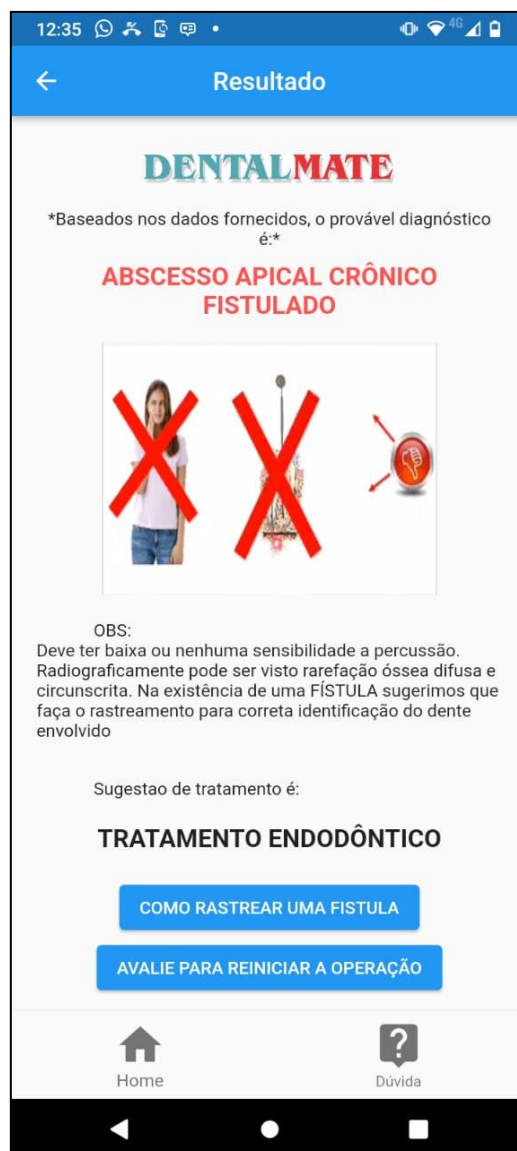 12:35
4G
Resultado
DENTALMATE
*Baseados nos dados fornecidos, o provável diagnóstico
é:*
ABSCESSO APICAL CRÔNICO
FISTULADO
OBS:
Deve ter baixa ou nenhuma sensibilidade a percussão.
Radiograficamente pode ser visto rarefação óssea difusa e
circunscrita. Na existência de uma FÍSTULA sugerimos que
faça o rastreamento para correta identificação do dente
envolvido
Sugestao de tratamento é:
TRATAMENTO ENDODÔNTICO
COMO RASTREAR UMA FISTULA
AVALIE PARA REINICIAR A OPERAÇÃO
Home
Dúvida